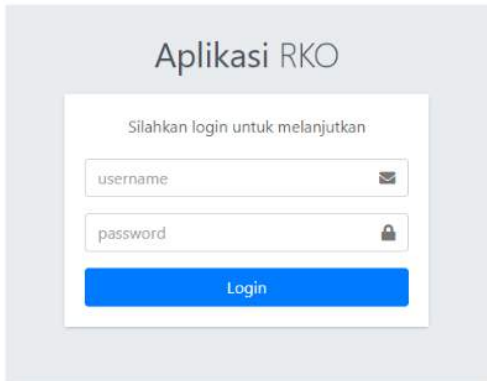 Aplikasi RKO
Silahkan login untuk melanjutkan
username
password
Login